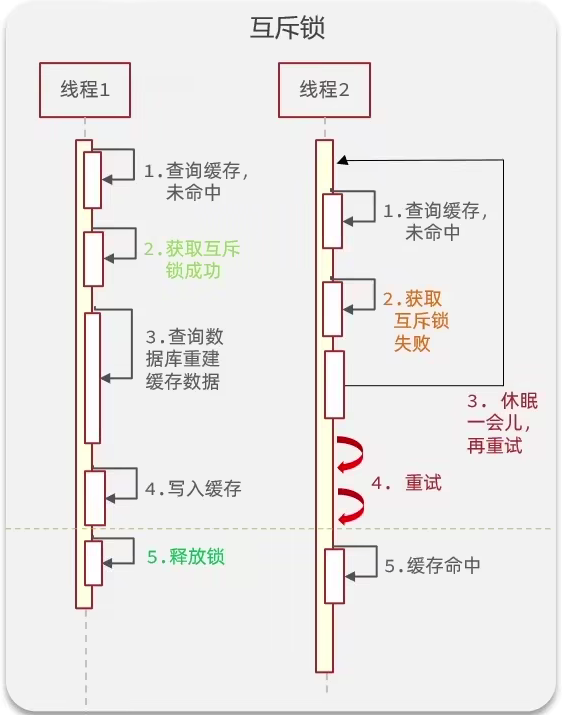 互斥锁
线程1
线程2
1.查询缓存,
未命中
2.获取互斥
锁成功
3.查询数
据库重建
缓存数据
4.写入缓存
5.释放锁
1.查询缓存,
未命中
2.获取
互斥锁
失败
3. 休眠
一会儿,
再重试
4. 重试
5.缓存命中